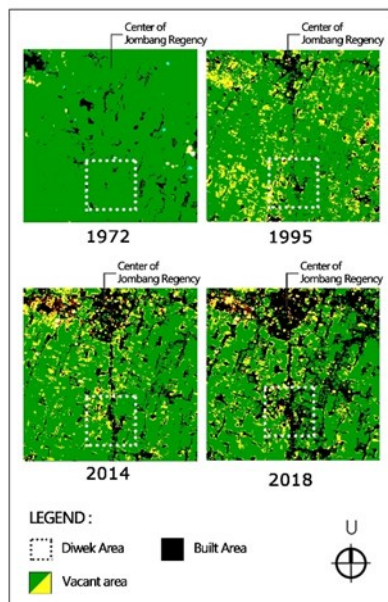 Center of
Jombang Regency
Center of
Jombang Regency
1972
1995
Center of
Jombang Regency
Center of
Jombang Regency
2014
2018
LEGEND :
U
Diwek Area
Built Area
Vacant area